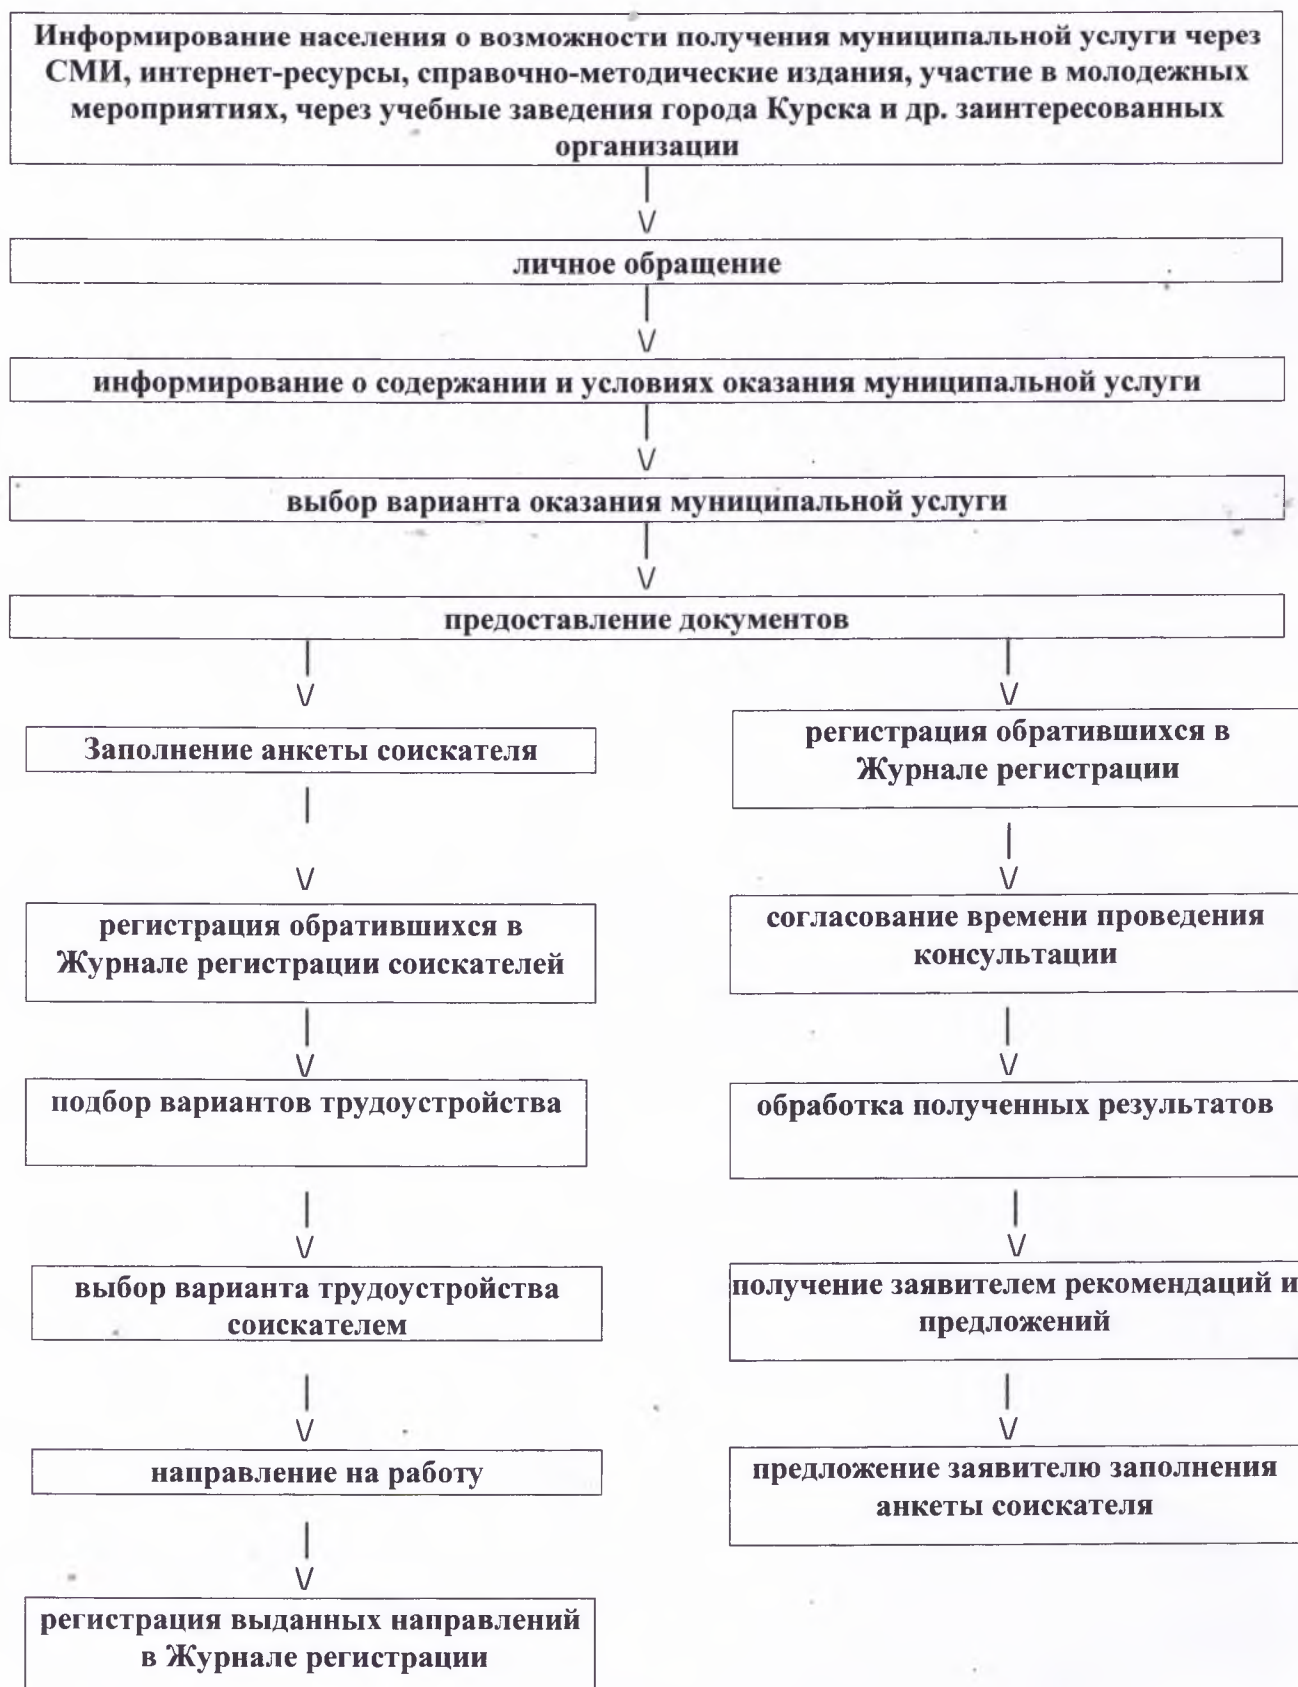 Информирование населения о возможности получения муниципальной услуги через
СМИ, интернет-ресурсы, справочно-методические издания, участие в молодежных
мероприятиях, через учебные заведения города Курска и др. заинтересованных
организации
личное обращение
информирование о содержании и условиях оказания муниципальной услуги
выбор варианта оказания муниципальной услуги
предоставление документов
Заполнение анкеты соискателя
регистрация обратившихся в
Журнале регистрации соискателей
подбор вариантов трудоустройства
выбор варианта трудоустройства
соискателем
направление на работу
регистрация выданных направлений
в Журнале регистрации
регистрация обратившихся в
Журнале регистрации
согласование времени проведения
консультации
обработка полученных результатов
получение заявителем рекомендаций и
предложений
предложение заявителю заполнения
анкеты соискателя